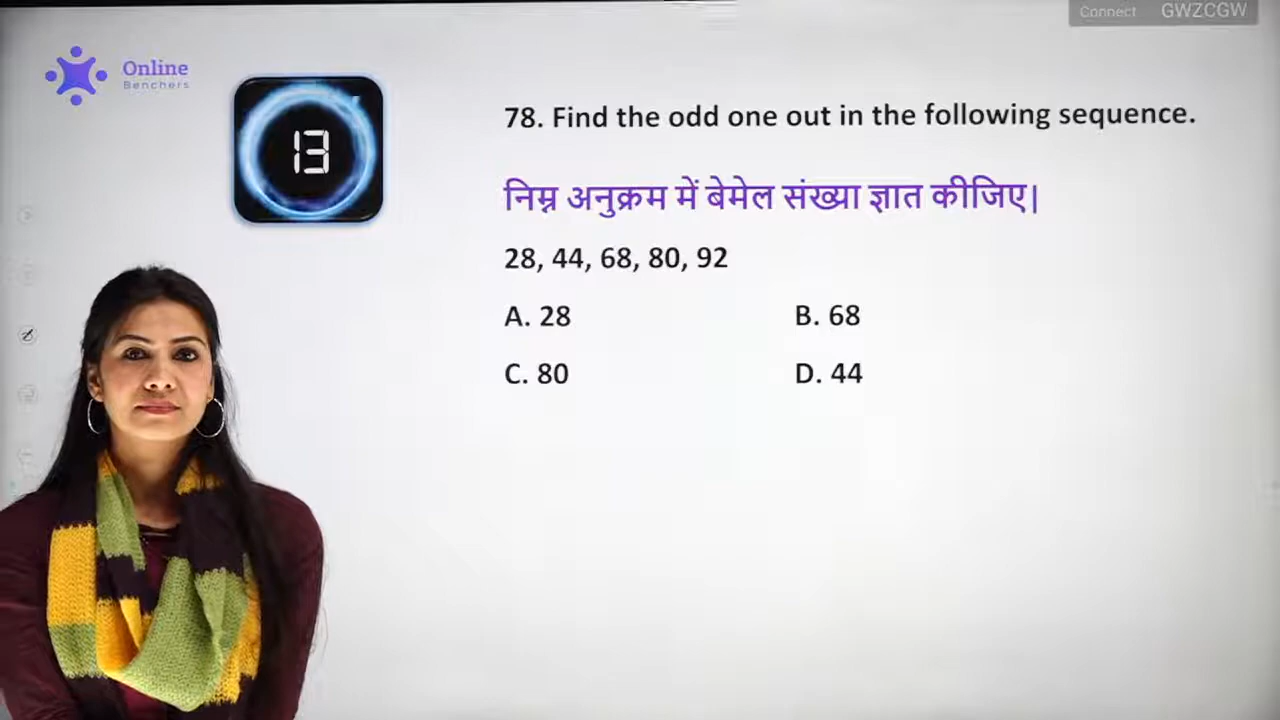 Connect GWZCGW
Online
Benchers
13
78. Find the odd one out in the following sequence.
निम्न अनुक्रम में बेमेल संख्या ज्ञात कीजिए|
28, 44, 68, 80, 92
A. 28 B. 68
C. 80 D. 44